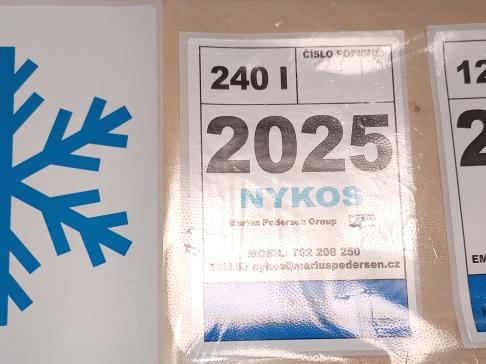 ČÍSLO POPISNÉ:
240 l
2025
NYKOS
Marius Pedersen Group
MOBIL: 702 206 250
EMAIL: nykos@mariuspedersen.cz
12
2
EM